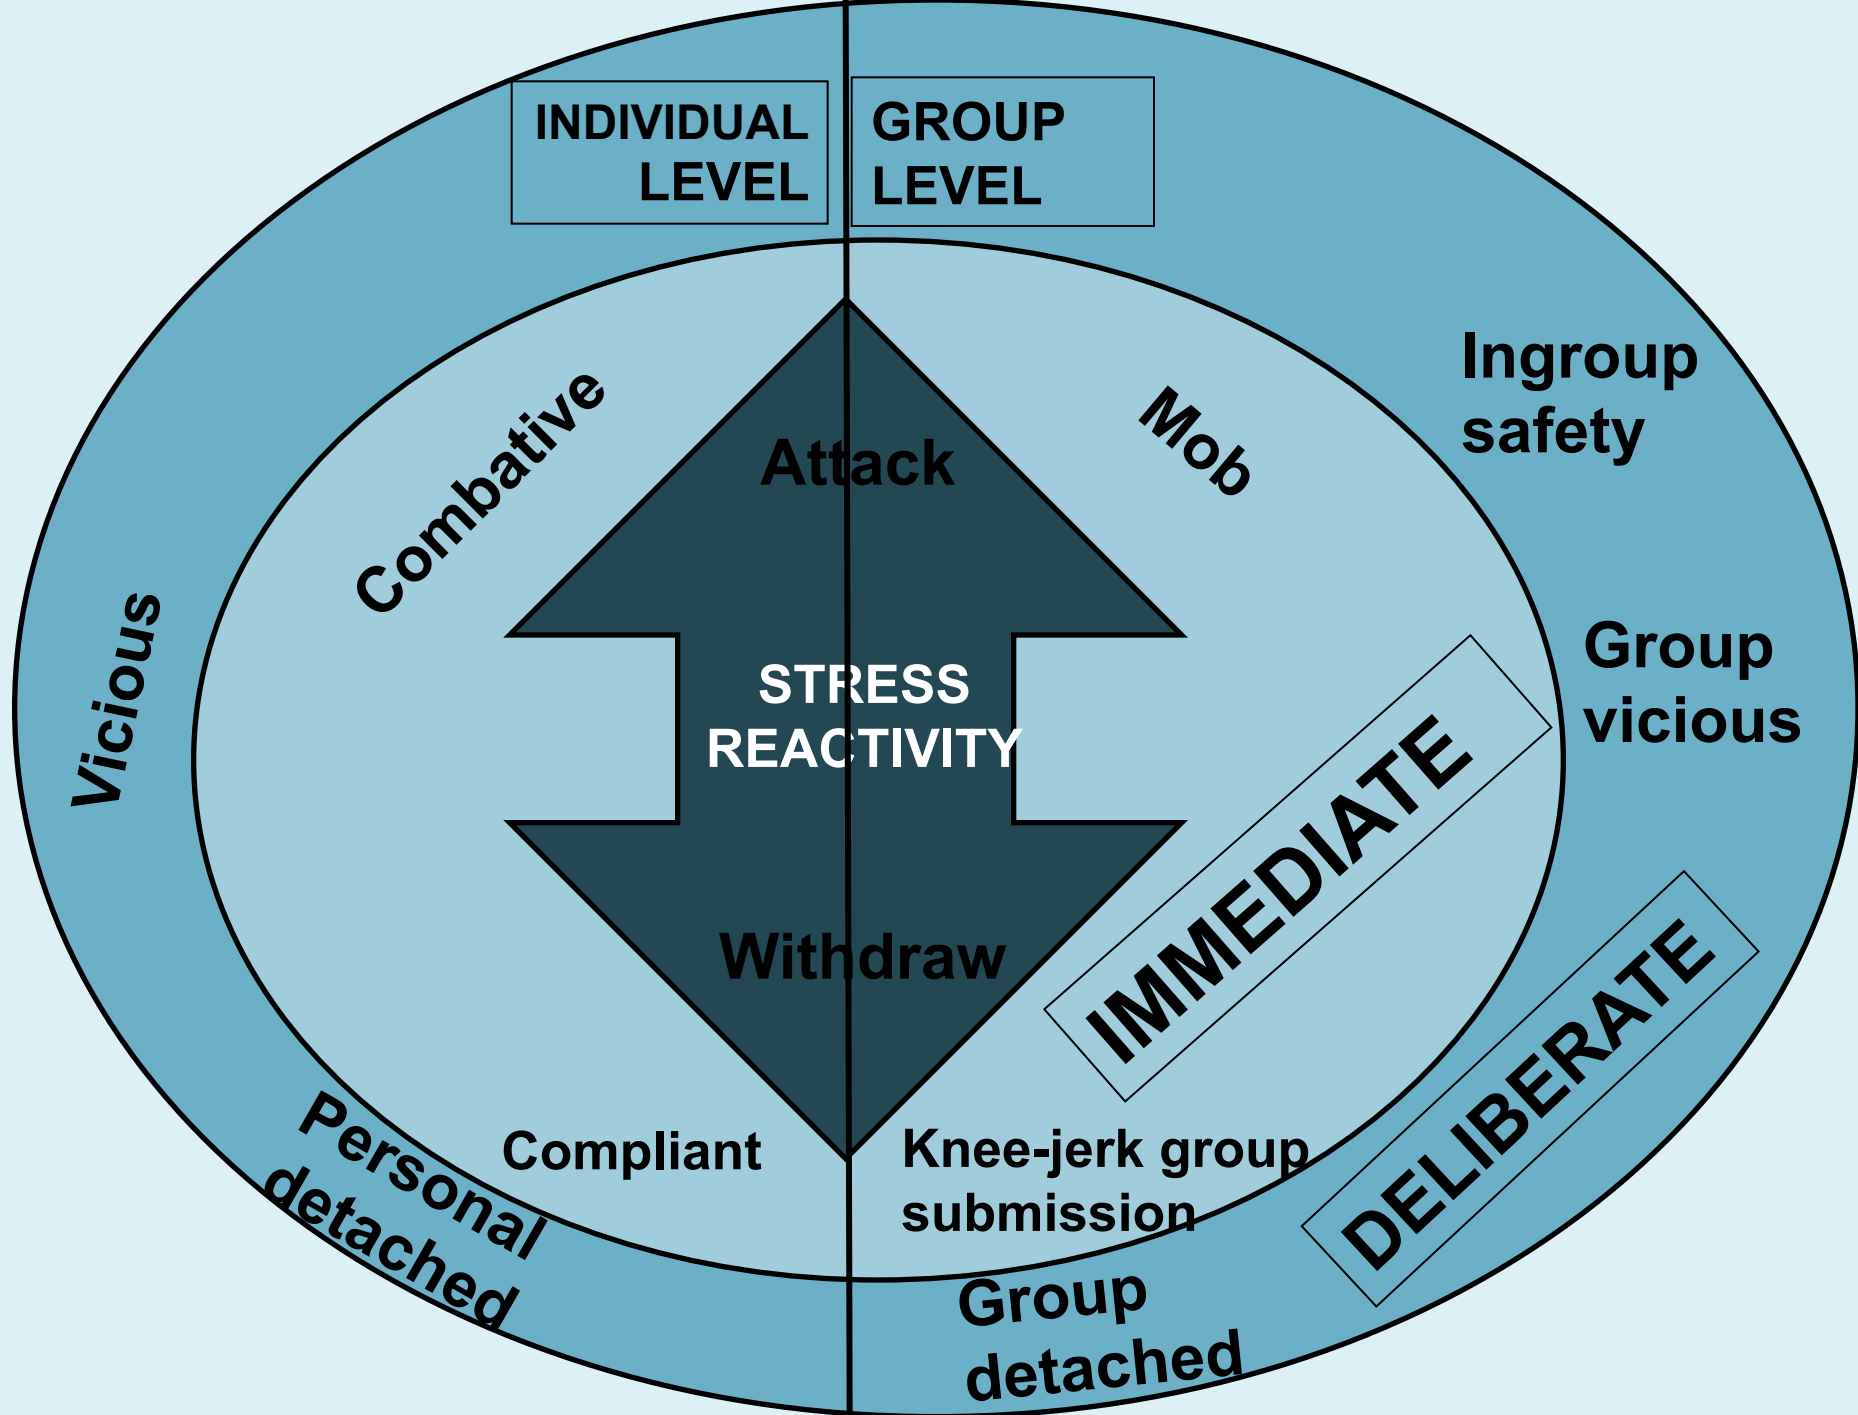 INDIVIDUAL
LEVEL
GROUP
LEVEL
Ingroup
safety
Combative
Mob
Attack
Vicious
Group
vicious
STRESS
REACTIVITY
IMMEDIATE
Withdraw
DELIBERATE
Personal
detached
Compliant
Knee-jerk group
submission
Group
detached